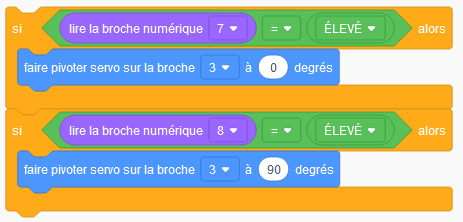 si lire la broche numérique 7 = ÉLEVÉ alors
faire pivoter servo sur la broche 3 à 0 degrés
si lire la broche numérique 8 = ÉLEVÉ alors
faire pivoter servo sur la broche 3 à 90 degrés